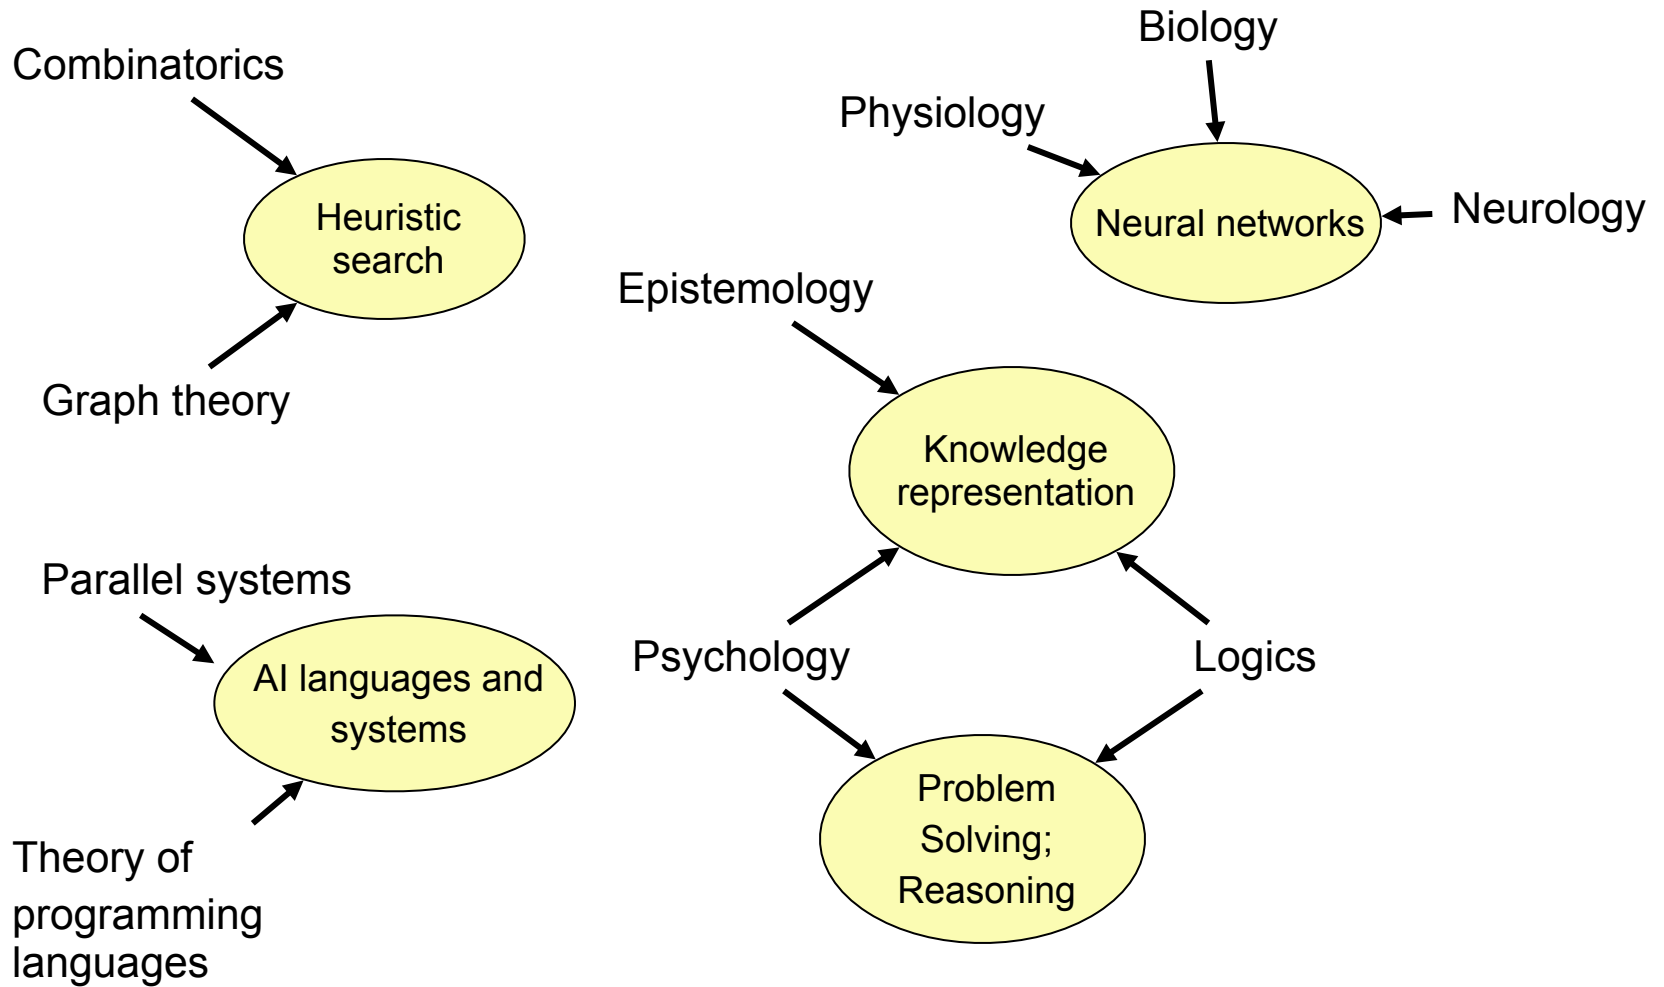 Combinatorics
Heuristic
search
Graph theory
Biology
Physiology
Neural networks
Neurology
Epistemology
Knowledge
representation
Parallel systems
AI languages and
systems
Theory of
programming
languages
Psychology
Logics
Problem
Solving;
Reasoning